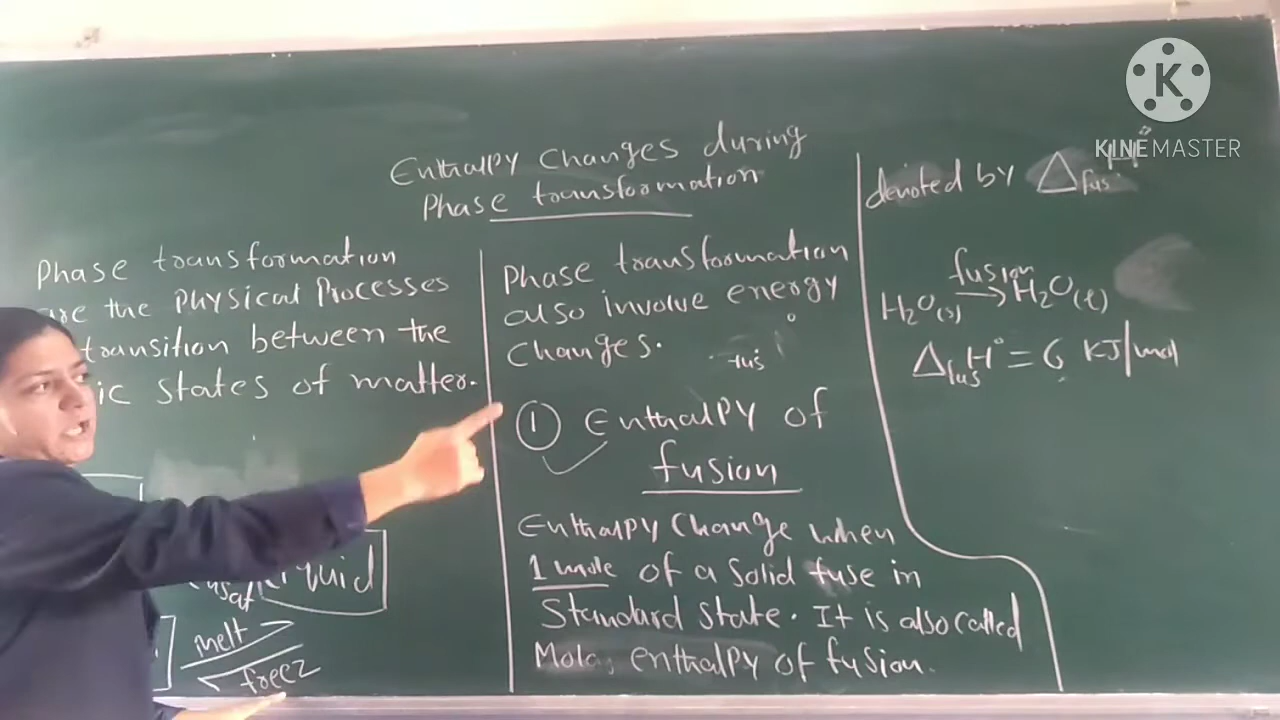 Enthalpy changes during
Phase transformation
Phase transformation
are the Physical Processes
transition between the
ic states of matter.
Liquid
melt
freez
Phase transformation
also involve energy
changes.
① Enthalpy of
fusion
Enthalpy change when
1 mole of a solid fuse in
Standard state. It is also called
Molar enthalpy of fusion.
denoted by Δfus H°
fusion
H₂O(s) → H₂O(l)
Δfus H° = 6 KJ/mol
K
KINEMASTER